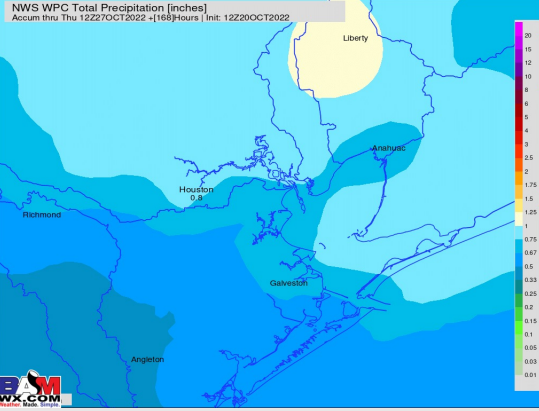 NWS WPC Total Precipitation [inches]
Accum thru Thu 12Z27OCT2022 +[168]Hours | Init: 12Z20OCT2022
Liberty
Anahuac
Houston
0.8
Richmond
Galveston
Angleton
20
15
15
12
10
8
6
5
4
3
2.5
2
1.75
1.5
1.25
1
0.75
0.67
0.5
0.33
0.25
0.2
0.15
0.1
0.05
0.03
0.01
BAM
WX.COM
Weather. Made. Simple.